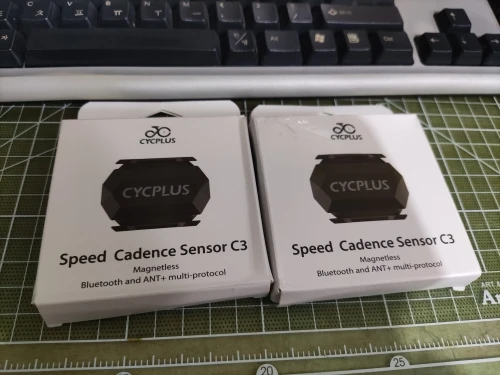 CYCPLUS
CYCPLUS
Speed Cadence Sensor C3
Magnetless
Bluetooth and ANT+ multi-protocol
CYCPLUS
CYCPLUS
Speed Cadence Sensor C3
Magnetless
Bluetooth and ANT+ multi-protocol
20
25